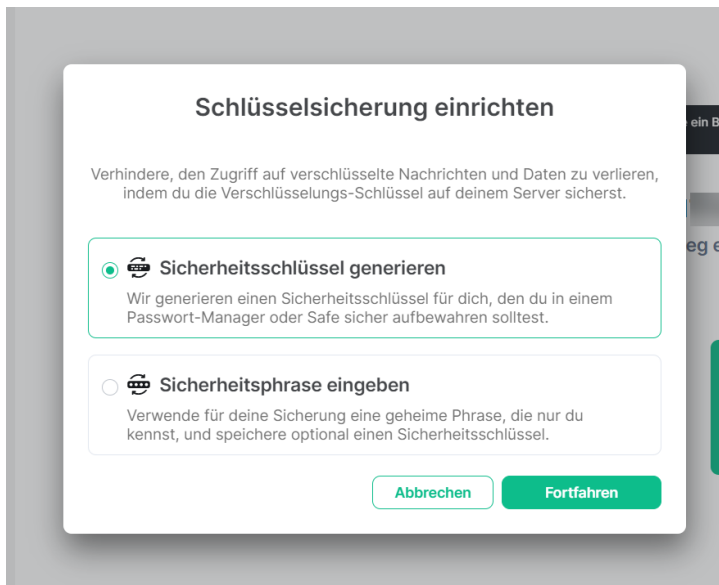 Schlüsselsicherung einrichten
ein B
Verhindere, den Zugriff auf verschlüsselte Nachrichten und Daten zu verlieren,
indem du die Verschlüsselungs-Schlüssel auf deinem Server sicherst.
eg e
Sicherheitsschlüssel generieren
Wir generieren einen Sicherheitsschlüssel für dich, den du in einem
Passwort-Manager oder Safe sicher aufbewahren solltest.
Sicherheitsphrase eingeben
Verwende für deine Sicherung eine geheime Phrase, die nur du
kennst, und speichere optional einen Sicherheitsschlüssel.
Abbrechen
Fortfahren